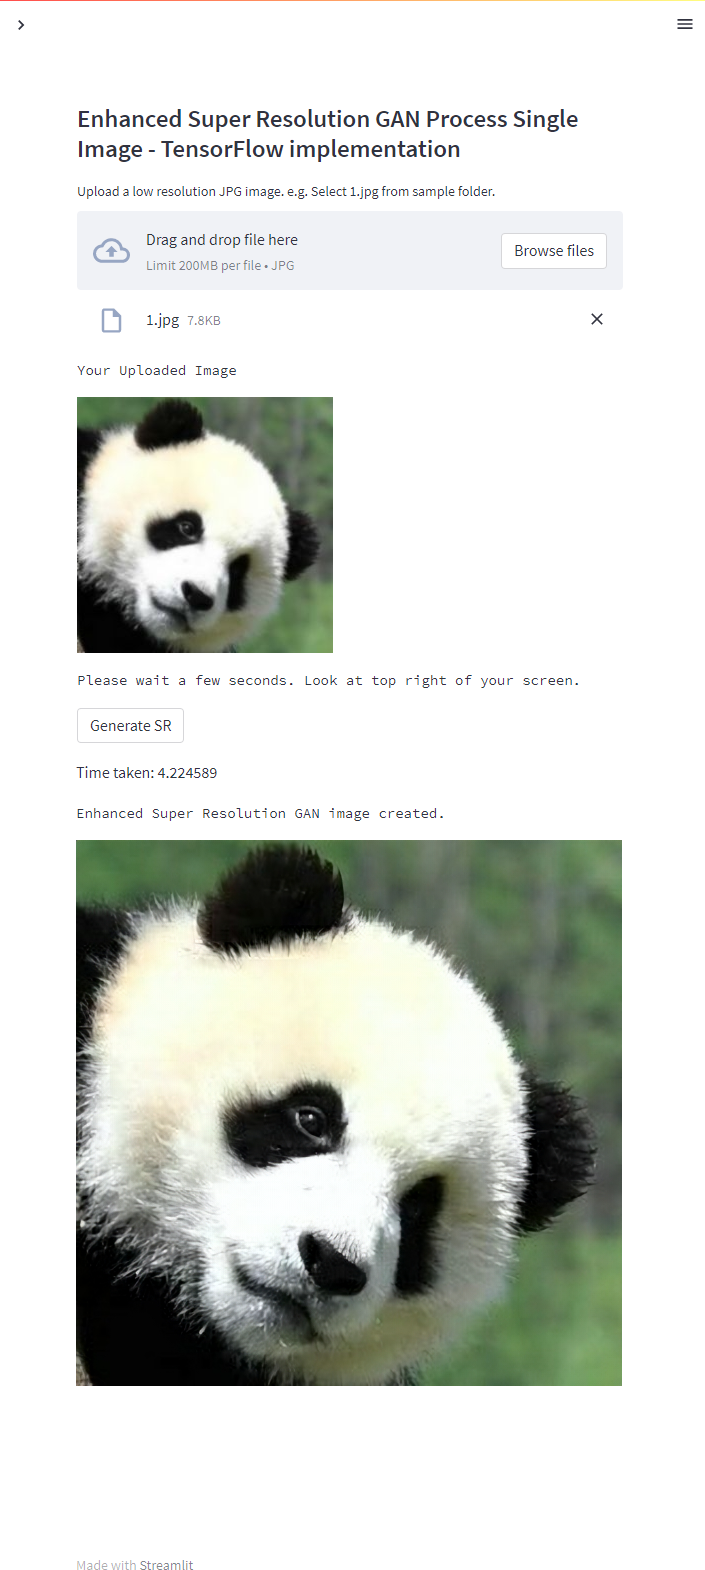 Enhanced Super Resolution GAN Process Single
Image - TensorFlow implementation
Upload a low resolution JPG image. e.g. Select 1.jpg from sample folder.
Drag and drop file here
Limit 200MB per file • JPG
Browse files
1.jpg 7.8KB
Your Uploaded Image
Please wait a few seconds. Look at top right of your screen.
Generate SR
Time taken: 4.224589
Enhanced Super Resolution GAN image created.
Made with Streamlit